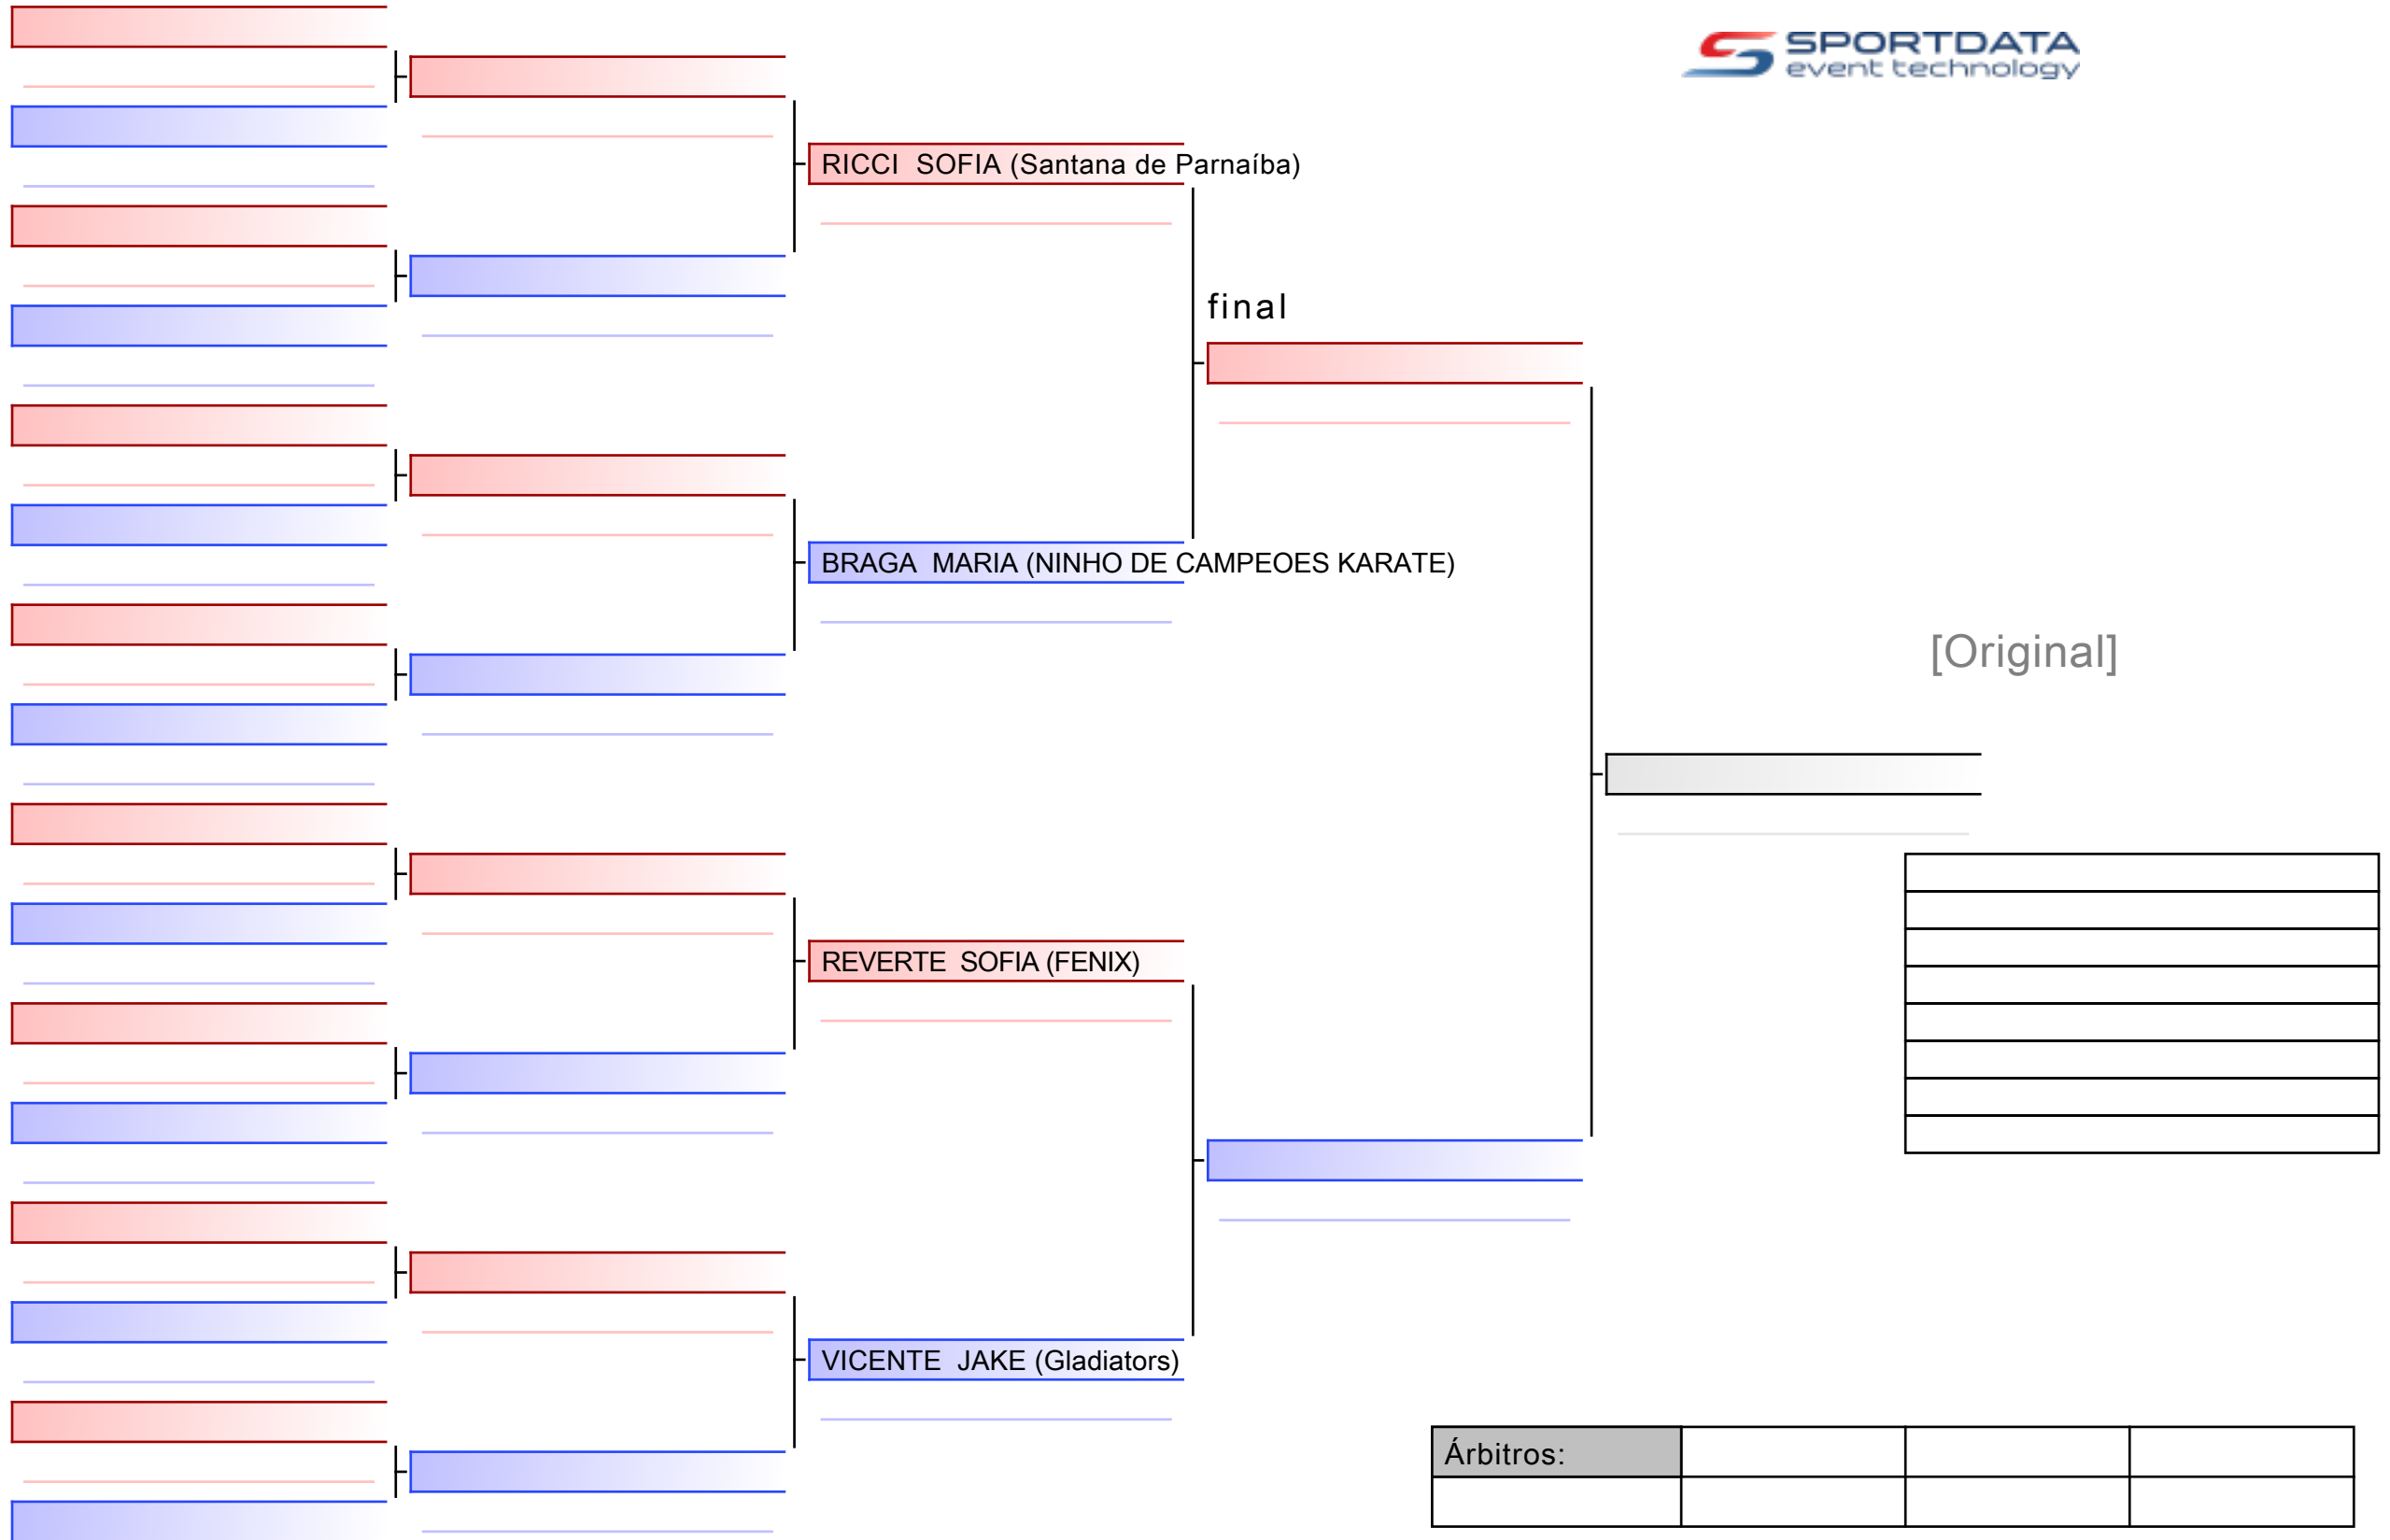 SPORTDATA
event technology
RICCI  SOFIA (Santana de Parnaíba)
final
BRAGA  MARIA (NINHO DE CAMPEOES KARATE)
[Original]
REVERTE  SOFIA (FENIX)
VICENTE  JAKE (Gladiators)
Árbitros: